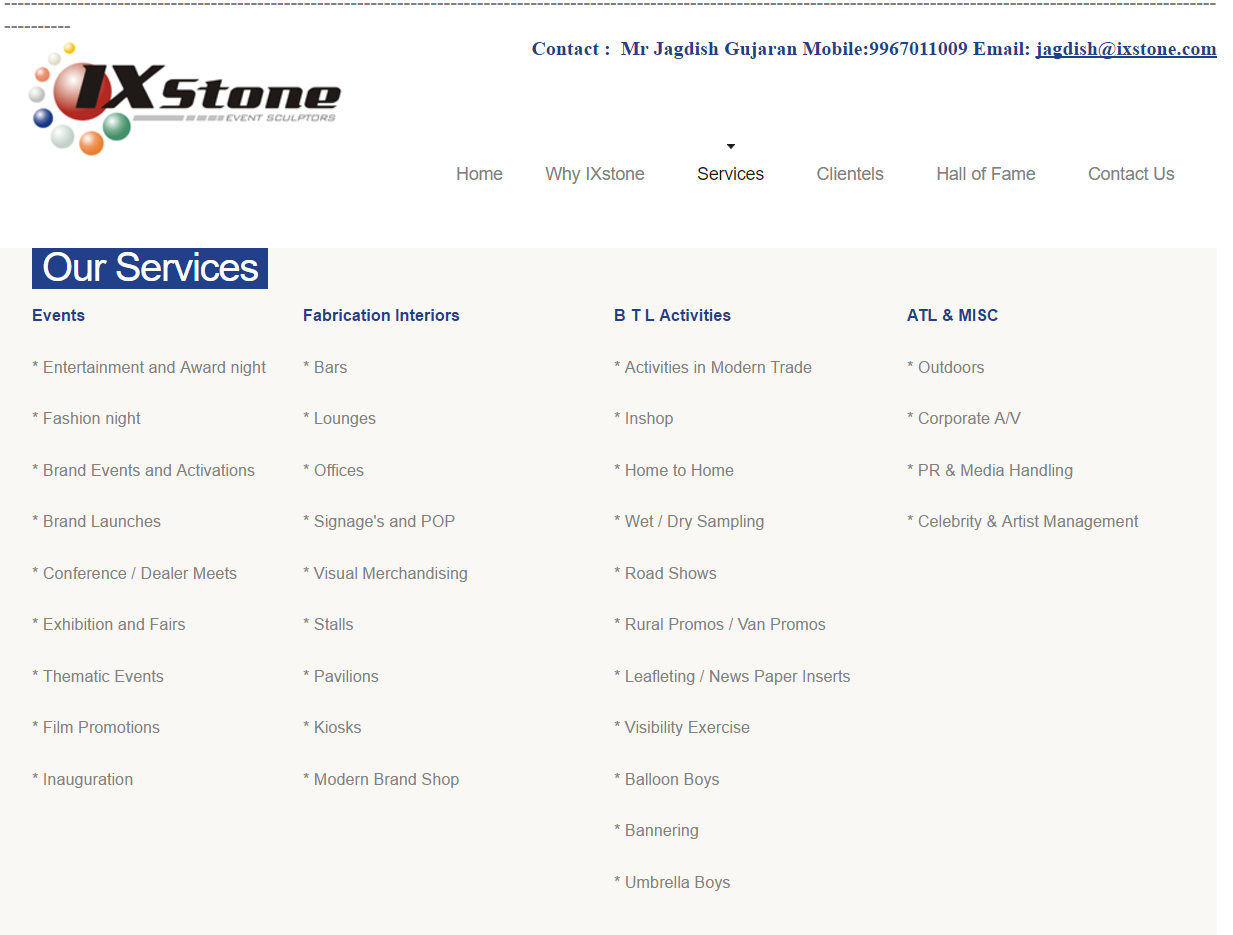 --------------------------------------------------------------------------------------------------------------------------------------------------------------------------------------------------------
----------
Contact :  Mr Jagdish Gujaran Mobile:9967011009 Email: jagdish@ixstone.com
IXStone
EVENT SCULPTORS
Home Why IXstone Services Clientels Hall of Fame Contact Us
Our Services
Events
* Entertainment and Award night
* Fashion night
* Brand Events and Activations
* Brand Launches
* Conference / Dealer Meets
* Exhibition and Fairs
* Thematic Events
* Film Promotions
* Inauguration
Fabrication Interiors
* Bars
* Lounges
* Offices
* Signage's and POP
* Visual Merchandising
* Stalls
* Pavilions
* Kiosks
* Modern Brand Shop
B T L Activities
* Activities in Modern Trade
* Inshop
* Home to Home
* Wet / Dry Sampling
* Road Shows
* Rural Promos / Van Promos
* Leafleting / News Paper Inserts
* Visibility Exercise
* Balloon Boys
* Bannering
* Umbrella Boys
ATL & MISC
* Outdoors
* Corporate A/V
* PR & Media Handling
* Celebrity & Artist Management